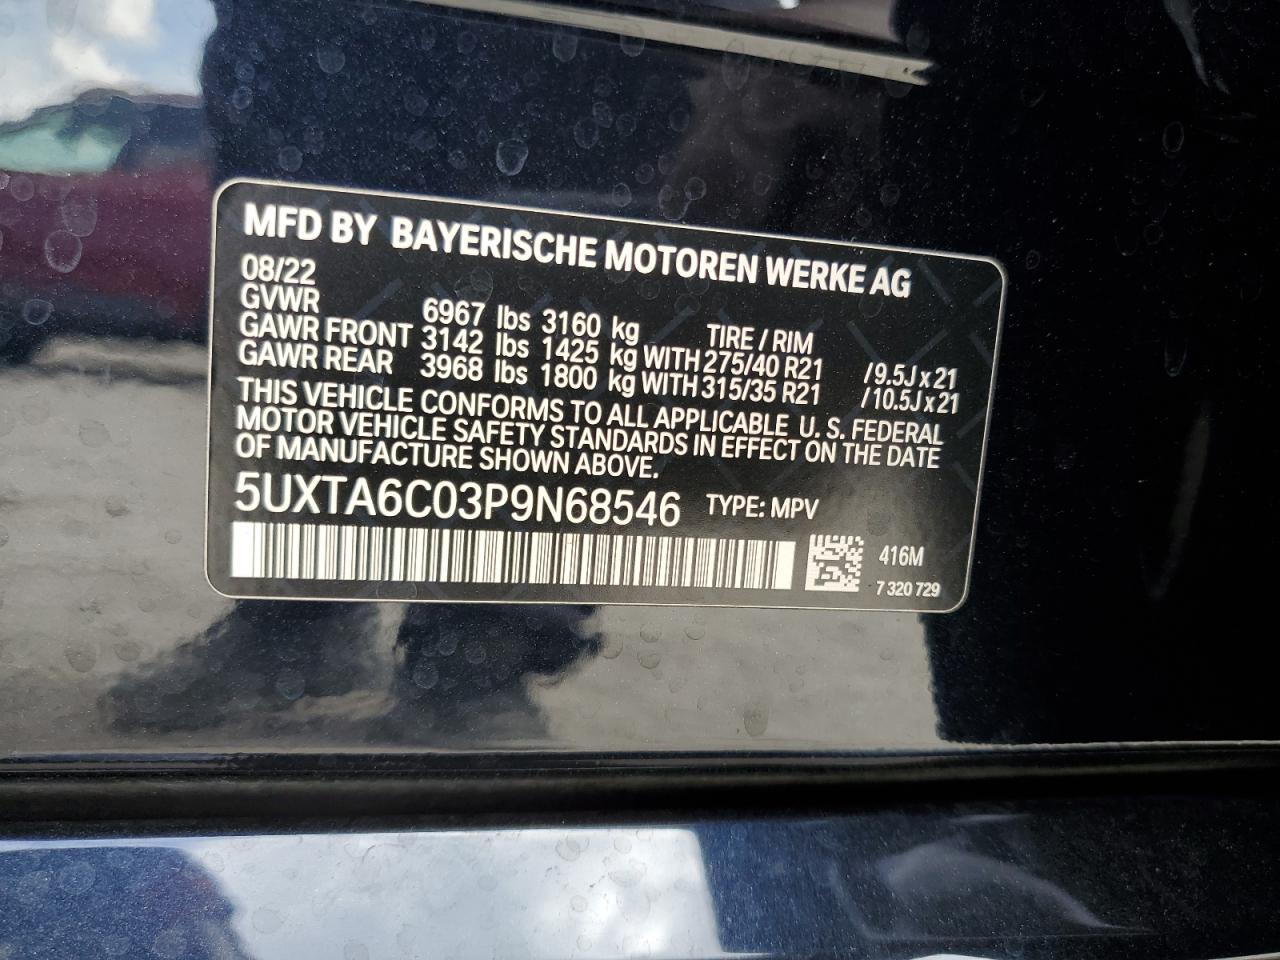 MFD BY BAYERISCHE MOTOREN WERKE AG
08/22
GVWR 6967 lbs 3160 kg TIRE / RIM
GAWR FRONT 3142 lbs 1425 kg WITH 275/40 R21 /9.5J x 21
GAWR REAR 3968 lbs 1800 kg WITH 315/35 R21 /10.5J x 21
THIS VEHICLE CONFORMS TO ALL APPLICABLE U. S. FEDERAL
MOTOR VEHICLE SAFETY STANDARDS IN EFFECT ON THE DATE
OF MANUFACTURE SHOWN ABOVE.
5UXTA6C03P9N68546 TYPE: MPV
416M
7 320 729